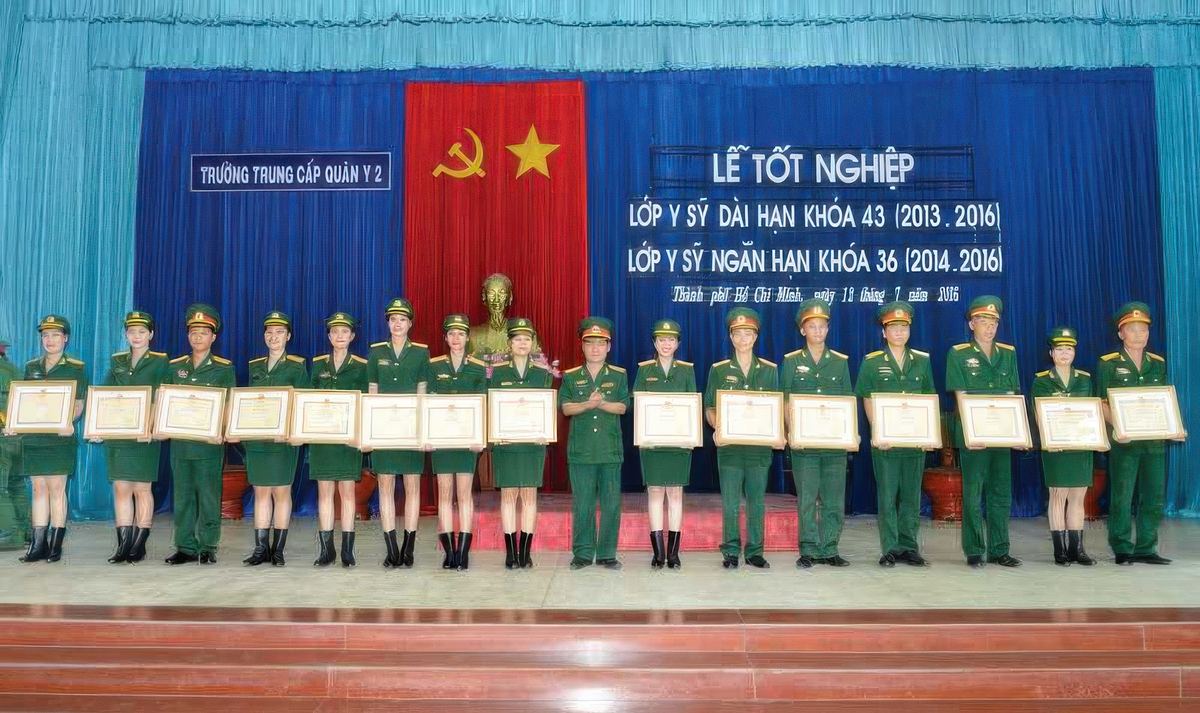 TRƯỜNG TRUNG CẤP QUÂN Y 2
LỄ TỐT NGHIỆP
LỚP Y SỸ DÀI HẠN KHÓA 43 (2013.2016)
LỚP Y SỸ NGẮN HẠN KHÓA 36 (2014.2016)
Thành phố Hồ Chí Minh, ngày 18 tháng 7 năm 2016